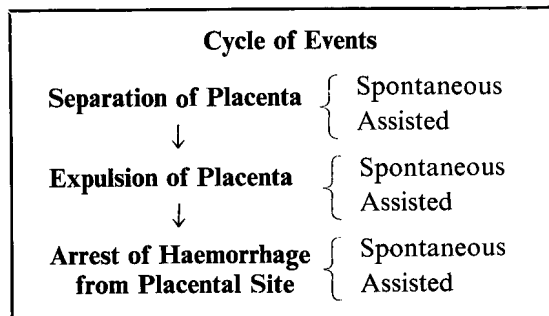 Cycle of Events
Separation of Placenta { Spontaneous
Assisted
↓
Expulsion of Placenta { Spontaneous
Assisted
↓
Arrest of Haemorrhage { Spontaneous
from Placental Site Assisted